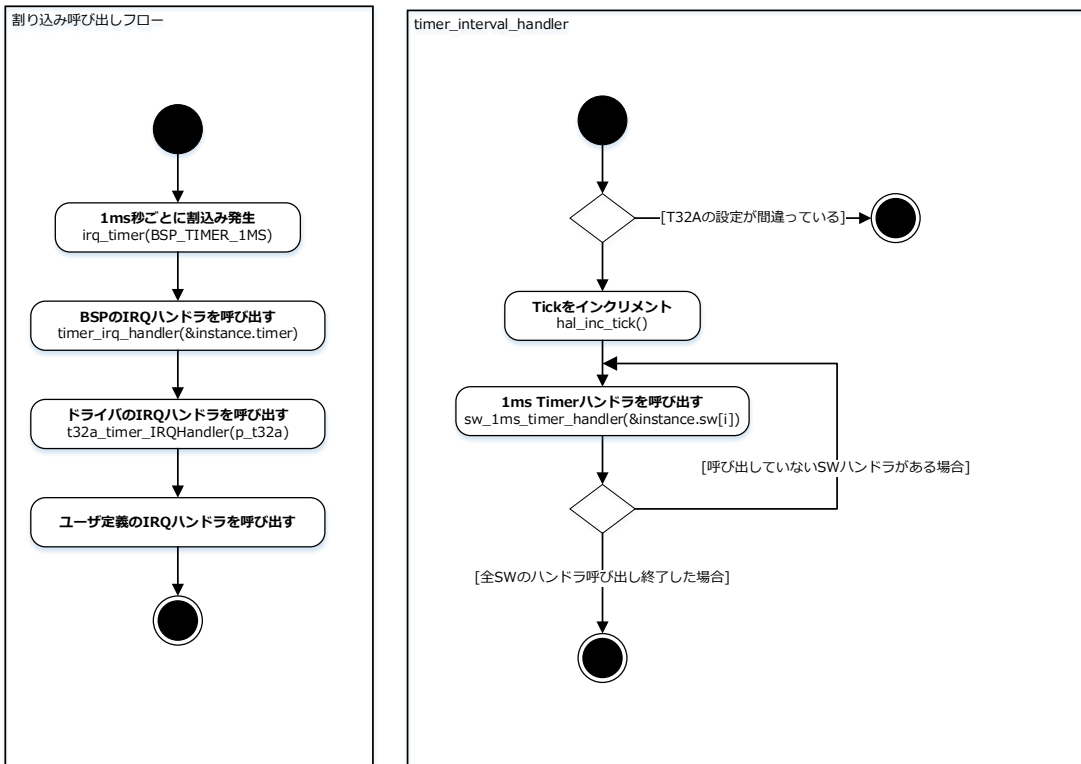 割り込み呼び出しフロー
1ms秒ごとに割込み発生
irq_timer(BSP_TIMER_1MS)
BSPのIRQハンドラを呼び出す
timer_irq_handler(&instance.timer)
ドライバのIRQハンドラを呼び出す
t32a_timer_IRQHandler(p_t32a)
ユーザ定義のIRQハンドラを呼び出す
timer_interval_handler
[T32Aの設定が間違っている]
Tickをインクリメント
hal_inc_tick()
1ms Timerハンドラを呼び出す
sw_1ms_timer_handler(&instance.sw[i])
[呼び出していないSWハンドラがある場合]
[全SWのハンドラ呼び出し終了した場合]